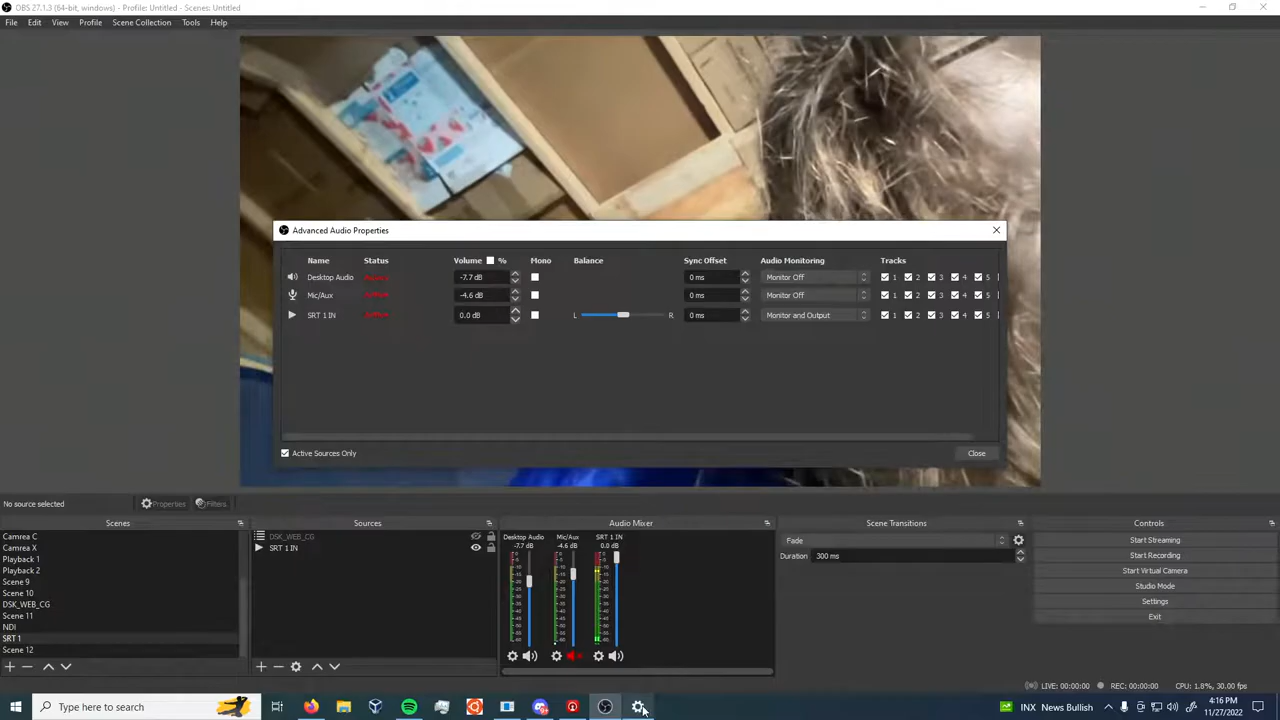 OBS 27.1.3 (64-bit, windows) - Profile: Untitled - Scenes: Untitled
File Edit View Profile Scene Collection Tools Help
Advanced Audio Properties
Name Status Volume % Mono Balance Sync Offset Audio Monitoring Tracks
Desktop Audio -7.7 dB 0 ms Monitor Off 1 2 3 4 5
Mic/Aux -4.6 dB 0 ms Monitor Off 1 2 3 4 5
SRT 1 IN 0.0 dB L R 0 ms Monitor and Output 1 2 3 4 5
Active Sources Only Close
No source selected Properties Filters
Scenes Sources Audio Mixer Scene Transitions Controls
Camrea C
Camrea X
Playback 1
Playback 2
Scene 9
Scene 10
DSK_WEB_CG
Scene 11
NDI
SRT 1
Scene 12
DSK_WEB_CG
SRT 1 IN
Desktop Audio Mic/Aux SRT 1 IN
-7.7 dB -4.6 dB 0.0 dB
Fade
Duration 300 ms
Start Streaming
Start Recording
Start Virtual Camera
Studio Mode
Settings
Exit
LIVE: 00:00:00 REC: 00:00:00 CPU: 1.8%, 30.00 fps
Type here to search
INX News Bullish
4:16 PM
11/27/2022